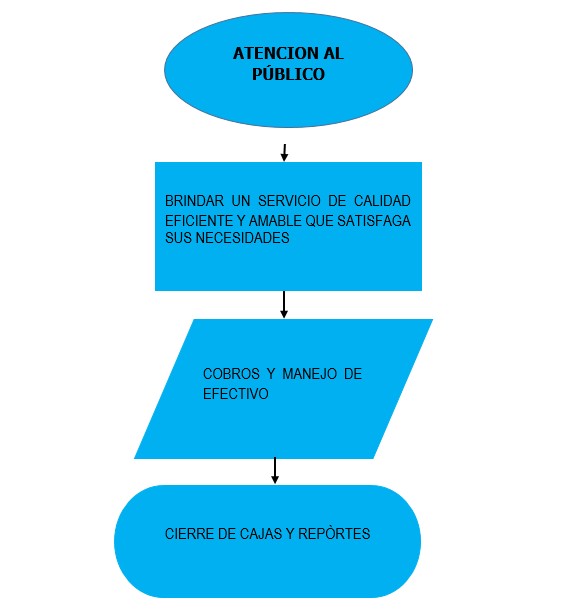 ATENCION AL
PÚBLICO
BRINDAR UN SERVICIO DE CALIDAD
EFICIENTE Y AMABLE QUE SATISFAGA
SUS NECESIDADES
COBROS Y MANEJO DE
EFECTIVO
CIERRE DE CAJAS Y REPÒRTES